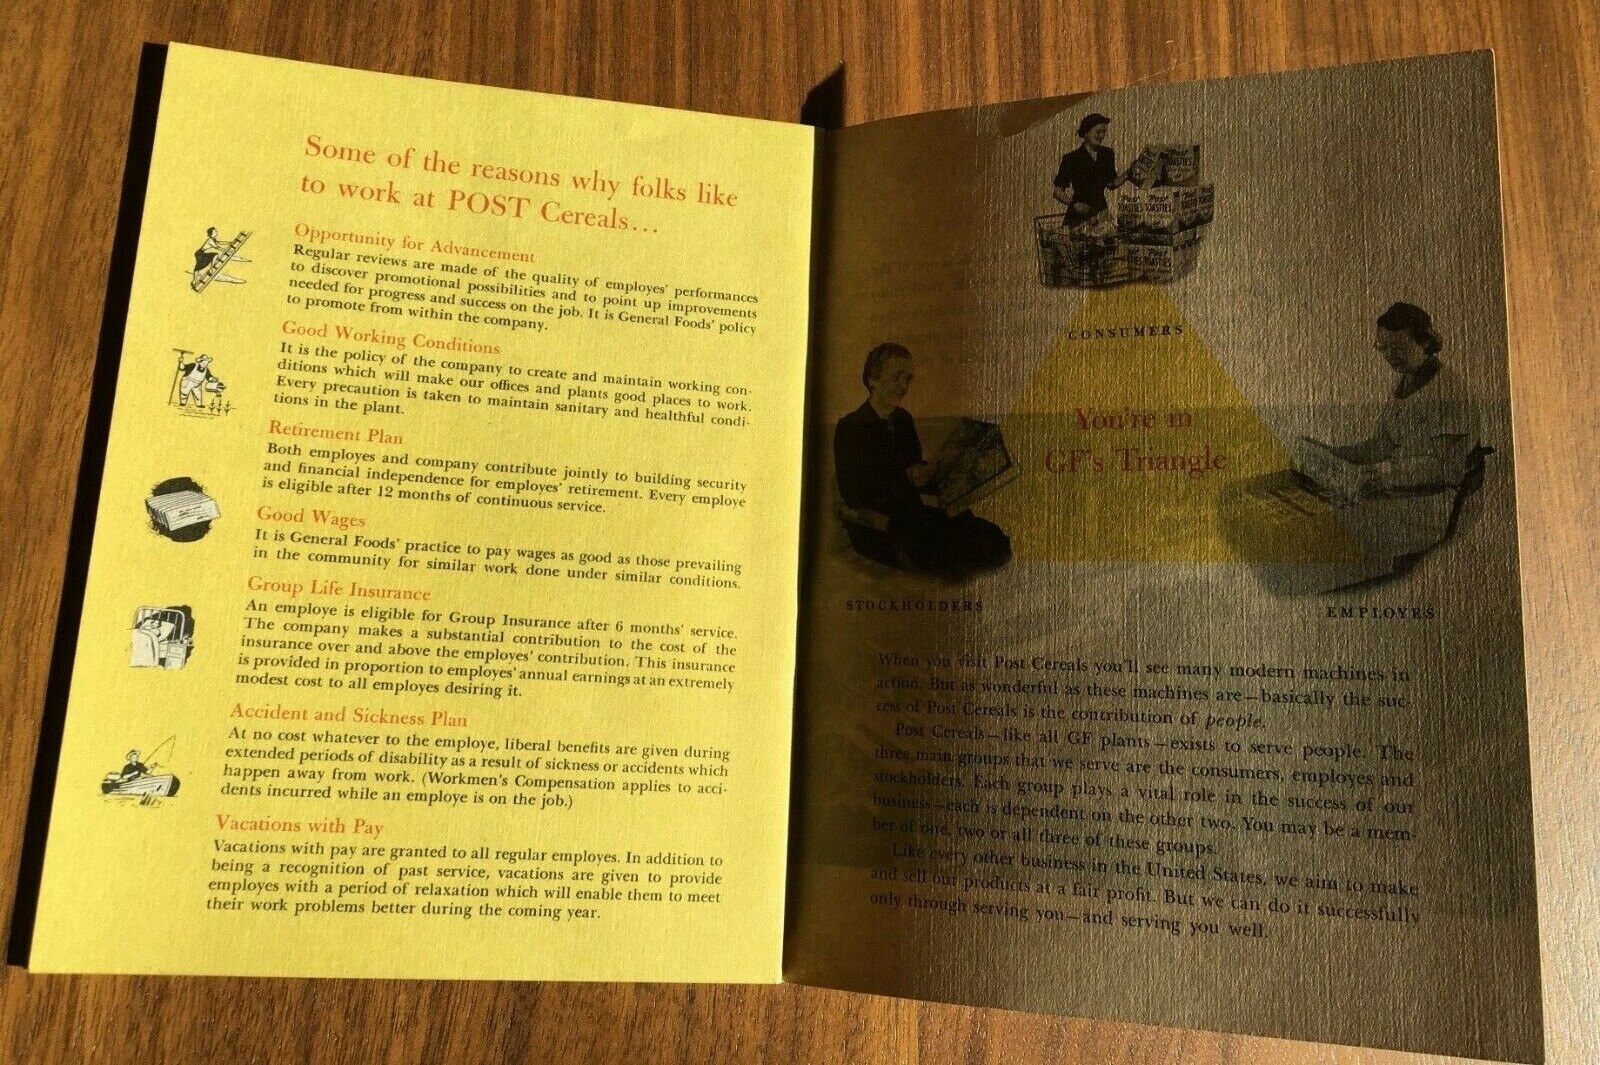 Some of the reasons why folks like
to work at POST Cereals...
Opportunity for Advancement
Regular reviews are made of the quality of employes' performances
to discover promotional possibilities and to point up improvements
needed for progress and success on the job. It is General Foods' policy
to promote from within the company.
Good Working Conditions
It is the policy of the company to create and maintain working con-
ditions which will make our offices and plants good places to work.
Every precaution is taken to maintain sanitary and healthful condi-
tions in the plant.
Retirement Plan
Both employes and company contribute jointly to building security
and financial independence for employes' retirement. Every employe
is eligible after 12 months of continuous service.
Good Wages
It is General Foods' practice to pay wages as good as those prevailing
in the community for similar work done under similar conditions.
Group Life Insurance
An employe is eligible for Group Insurance after 6 months' service.
The company makes a substantial contribution to the cost of the
insurance over and above the employes' contribution. This insurance
is provided in proportion to employes' annual earnings at an extremely
modest cost to all employes desiring it.
Accident and Sickness Plan
At no cost whatever to the employe, liberal benefits are given during
extended periods of disability as a result of sickness or accidents which
happen away from work. (Workmen's Compensation applies to acci-
dents incurred while an employe is on the job.)
Vacations with Pay
Vacations with pay are granted to all regular employes. In addition to
being a recognition of past service, vacations are given to provide
employes with a period of relaxation which will enable them to meet
their work problems better during the coming year.
Post
TOASTIES
Post Post
TOASTIES TOASTIES
Post
TOASTIES
CONSUMERS
You're in
GF's Triangle
STOCKHOLDERS
EMPLOYES
When you visit Post Cereals you'll see many modern machines in
action. But as wonderful as these machines are—basically the suc-
cess of Post Cereals is the contribution of people.
Post Cereals—like all GF plants—exists to serve people. The
three main groups that we serve are the consumers, employes and
stockholders. Each group plays a vital role in the success of our
business—each is dependent on the other two. You may be a mem-
ber of one, two or all three of these groups.
Like every other business in the United States, we aim to make
and sell our products at a fair profit. But we can do it successfully
only through serving you—and serving you well.